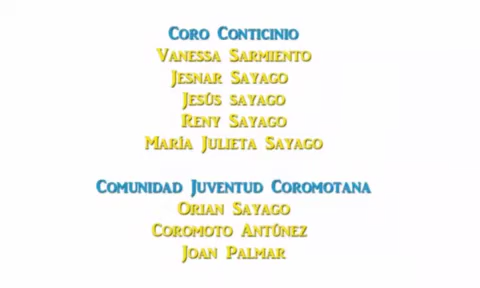 Coro Conticinio
Vanessa Sarmiento
Jesnar Sayago
Jesús sayago
Reny Sayago
María Julieta Sayago
Comunidad Juventud Coromotana
Orian Sayago
Coromoto Antúnez
Joan Palmar